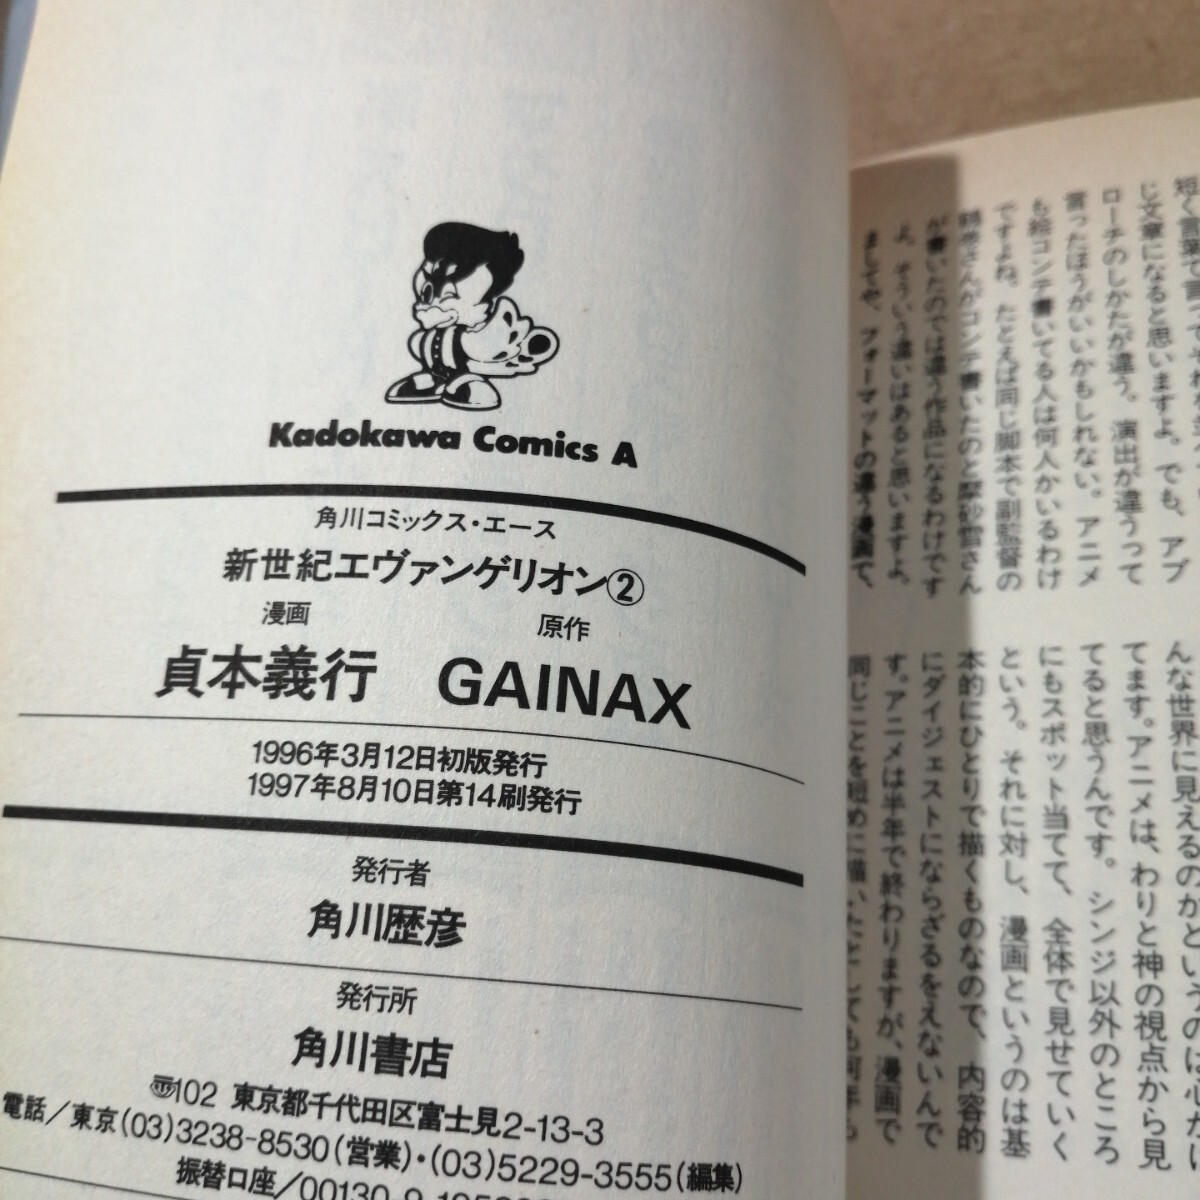 Kadokawa Comics A
角川コミックス・エース
新世紀エヴァンゲリオン②
漫画 原作
貞本義行 GAINAX
1996年3月12日初版発行
1997年8月10日第14刷発行
発行者
角川歴彦
発行所
角川書店
〒102 東京都千代田区富士見2-13-3
電話/東京(03)3238-8530(営業)・(03)5229-3555(編集)
振替口座/00130-9-195
じ文章になると思いますよ。でも、アプ
ローチのしかたが違う。演出が違うって
言ったほうがいいかもしれない。アニメ
も絵コンテ書いてる人は何人かいるわけ
ですよね。たとえば同じ脚本で副監督の
鶴巻さんがコンテ書いたのと摩砂雪さん
が書いたのでは違う作品になるわけです
よ。そういう違いはあると思いますよ。
ましてや、フォーマットの違う漫画で、
んな世界に見えるのかというのは心がけ
てます。アニメは、わりと神の視点から見
てると思うんです。シンジ以外のところ
にもスポット当てて、全体で見せていく
という。それに対し、漫画というのは基
本的にひとりで描くものなので、内容的
にダイジェストにならざるをえないんで
す。アニメは半年で終わりますが、漫画で
同じことを短めに描いたとしても何年も